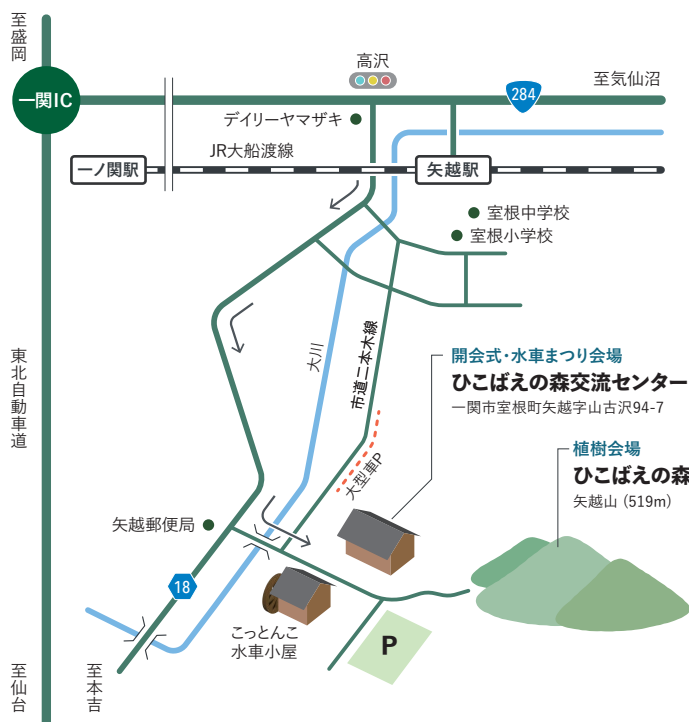 至盛岡
高沢
一関IC
284
至気仙沼
デイリーヤマザキ
JR大船渡線
一ノ関駅
矢越駅
室根中学校
室根小学校
東北自動車道
大川
市道二本木線
開会式・水車まつり会場
ひこばえの森交流センター
一関市室根町矢越字山古沢94-7
大型車P
植樹会場
ひこばえの森
矢越山（519m）
矢越郵便局
18
こっとんこ
水車小屋
P
至仙台
至本吉